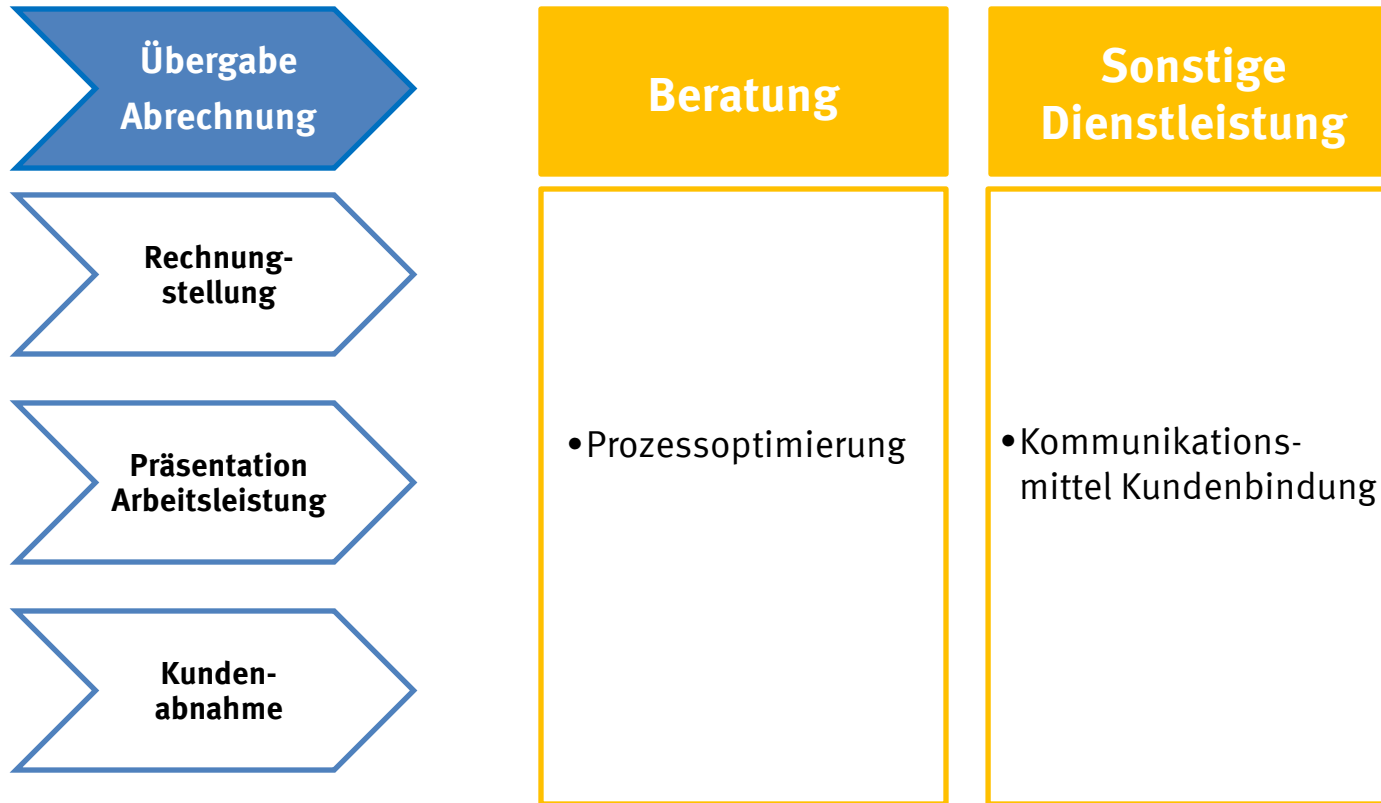 Übergabe
Abrechnung
Rechnung-
stellung
Präsentation
Arbeitsleistung
Kunden-
abnahme
Beratung
•Prozessoptimierung
Sonstige
Dienstleistung
•Kommunikations-
mittel Kundenbindung